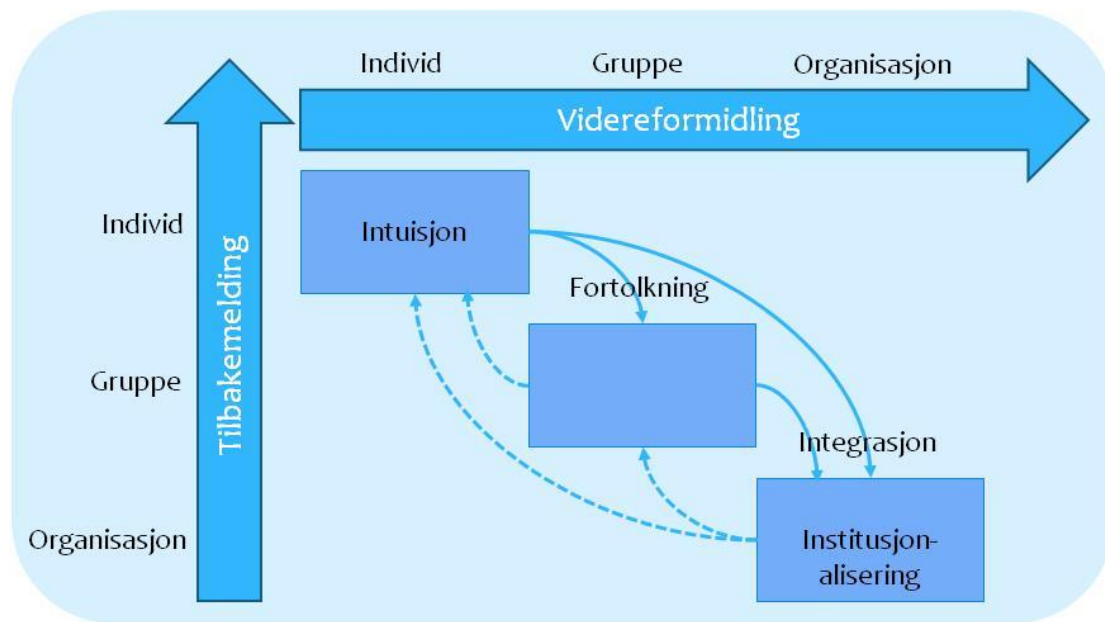 Individ Gruppe Organisasjon
Videreformidling
Tilbakemelding
Individ
Intuisjon
Fortolkning
Gruppe
Integrasjon
Organisasjon
Institusjon-
alisering